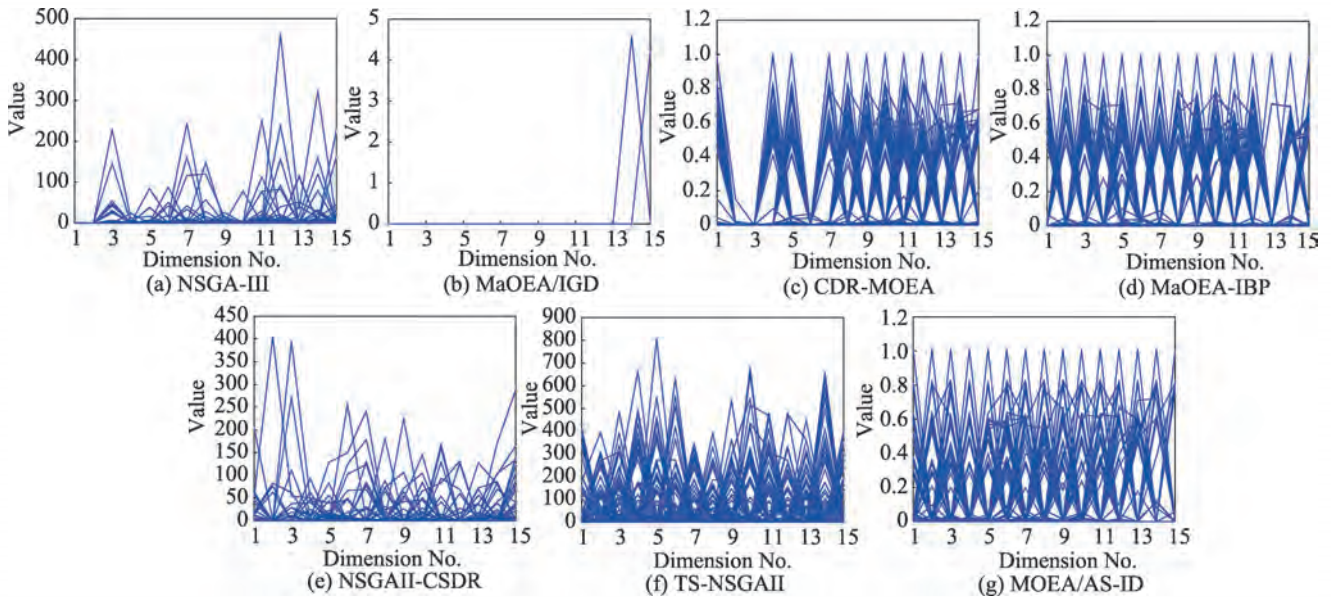 500
400
300
200
100
0
Value
1 3 5 7 9 11 13 15
Dimension No.
(a) NSGA-III
5
4
3
2
1
0
Value
1 3 5 7 9 11 13 15
Dimension No.
(b) MaOEA/IGD
1.2
1.0
0.8
0.6
0.4
0.2
0
Value
1 3 5 7 9 11 13 15
Dimension No.
(c) CDR-MOEA
1.2
1.0
0.8
0.6
0.4
0.2
0
Value
1 3 5 7 9 11 13 15
Dimension No.
(d) MaOEA-IBP
450
400
350
300
250
200
150
100
50
0
Value
1 3 5 7 9 11 13 15
Dimension No.
(e) NSGAII-CSDR
900
800
700
600
500
400
300
200
100
0
Value
1 3 5 7 9 11 13 15
Dimension No.
(f) TS-NSGAII
1.2
1.0
0.8
0.6
0.4
0.2
0
Value
1 3 5 7 9 11 13 15
Dimension No.
(g) MOEA/AS-ID